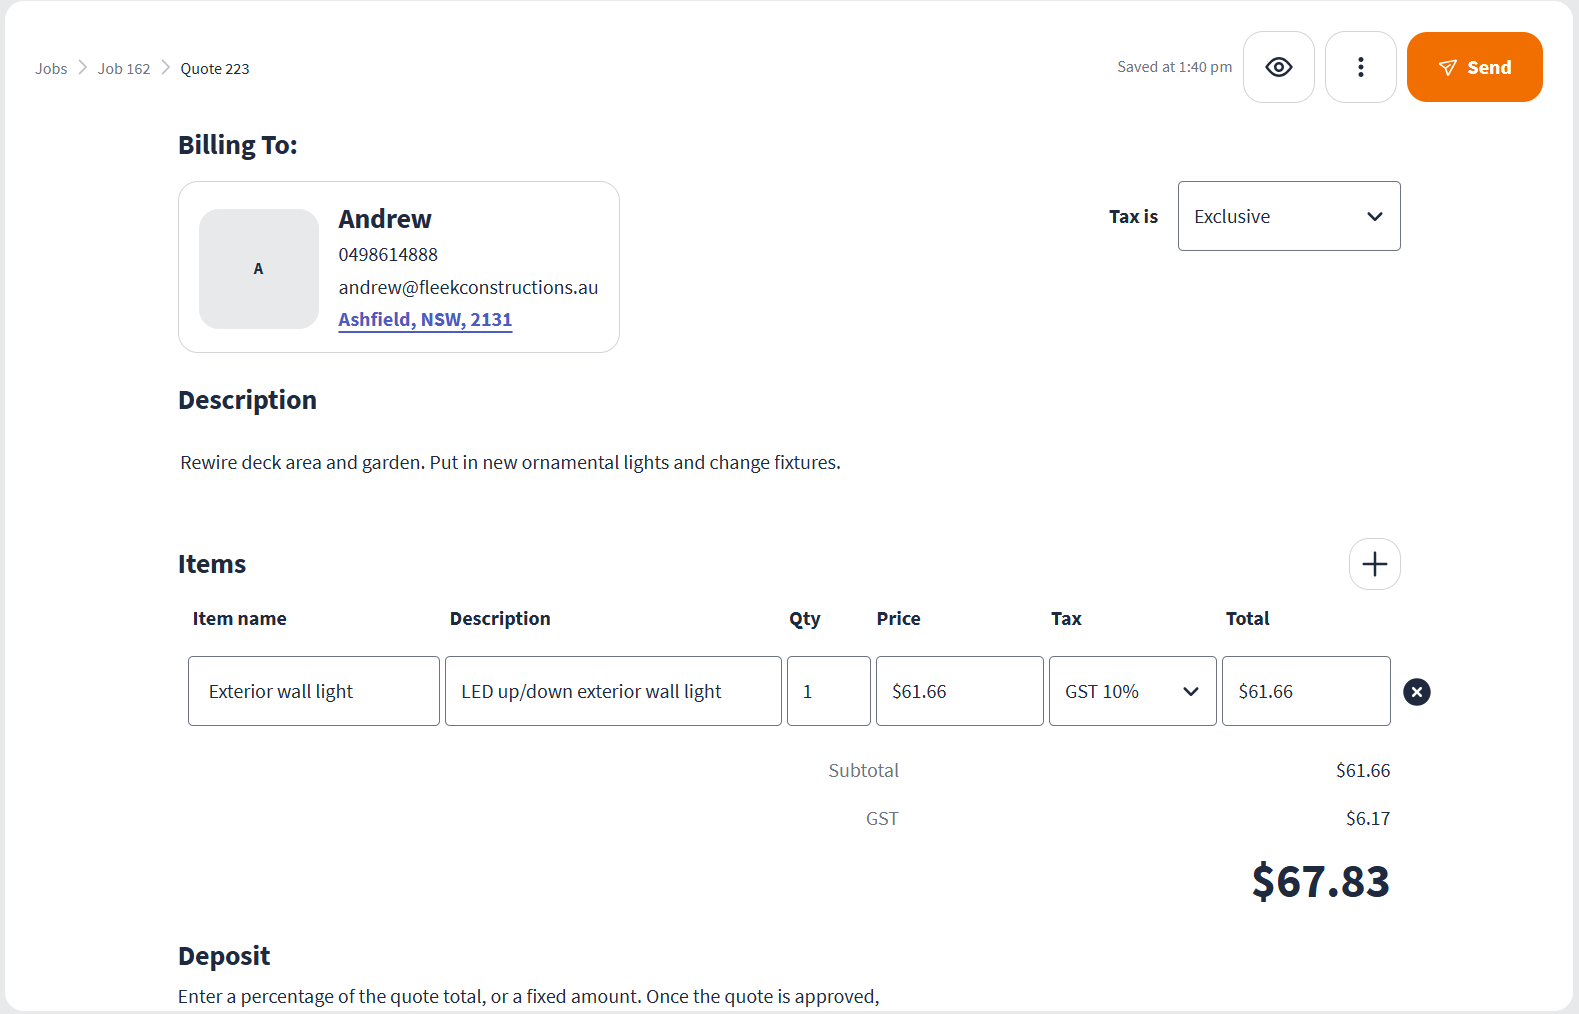 Jobs > Job 162 > Quote 223
Saved at 1:40 pm
Send
Billing To:
A
Andrew
0498614888
andrew@fleekconstructions.au
Ashfield, NSW, 2131
Tax is
Exclusive
Description
Rewire deck area and garden. Put in new ornamental lights and change fixtures.
Items
Item name Description Qty Price Tax Total
Exterior wall light LED up/down exterior wall light 1 $61.66 GST 10% $61.66
Subtotal $61.66
GST $6.17
$67.83
Deposit
Enter a percentage of the quote total, or a fixed amount. Once the quote is approved,